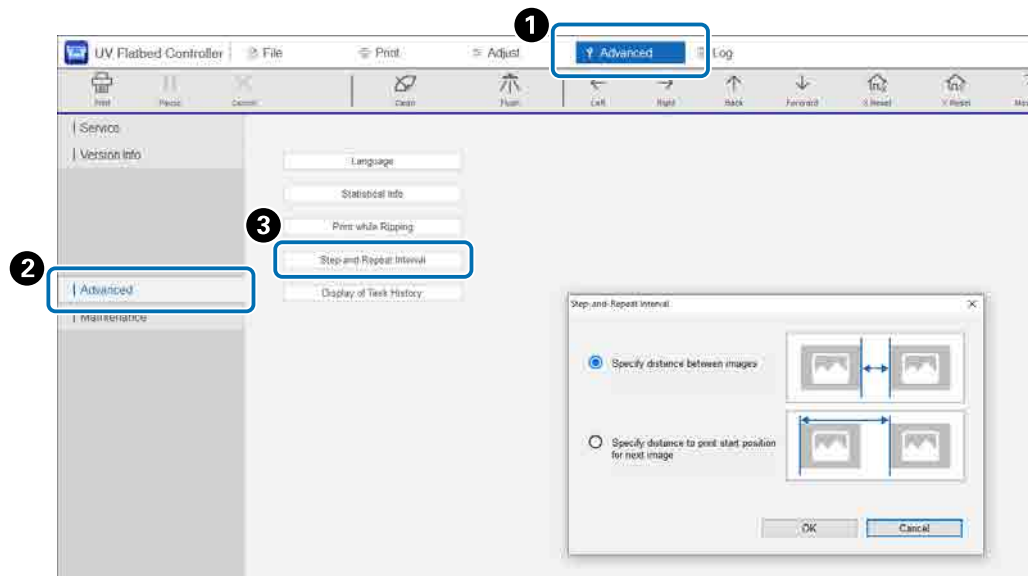 1
UV Flatbed Controller File Print Adjust Advanced Log
Print Pause Cancel Clean Flush Left Right Back Forward X Reset Y Reset
Service
Version Info
Language
Statistical Info
3
Print while Ripping
2
Step-and-Repeat Interval
Advanced
Display of Task History
Maintenance
Step-and-Repeat Interval
Specify distance between images
Specify distance to print start position
for next image
OK Cancel